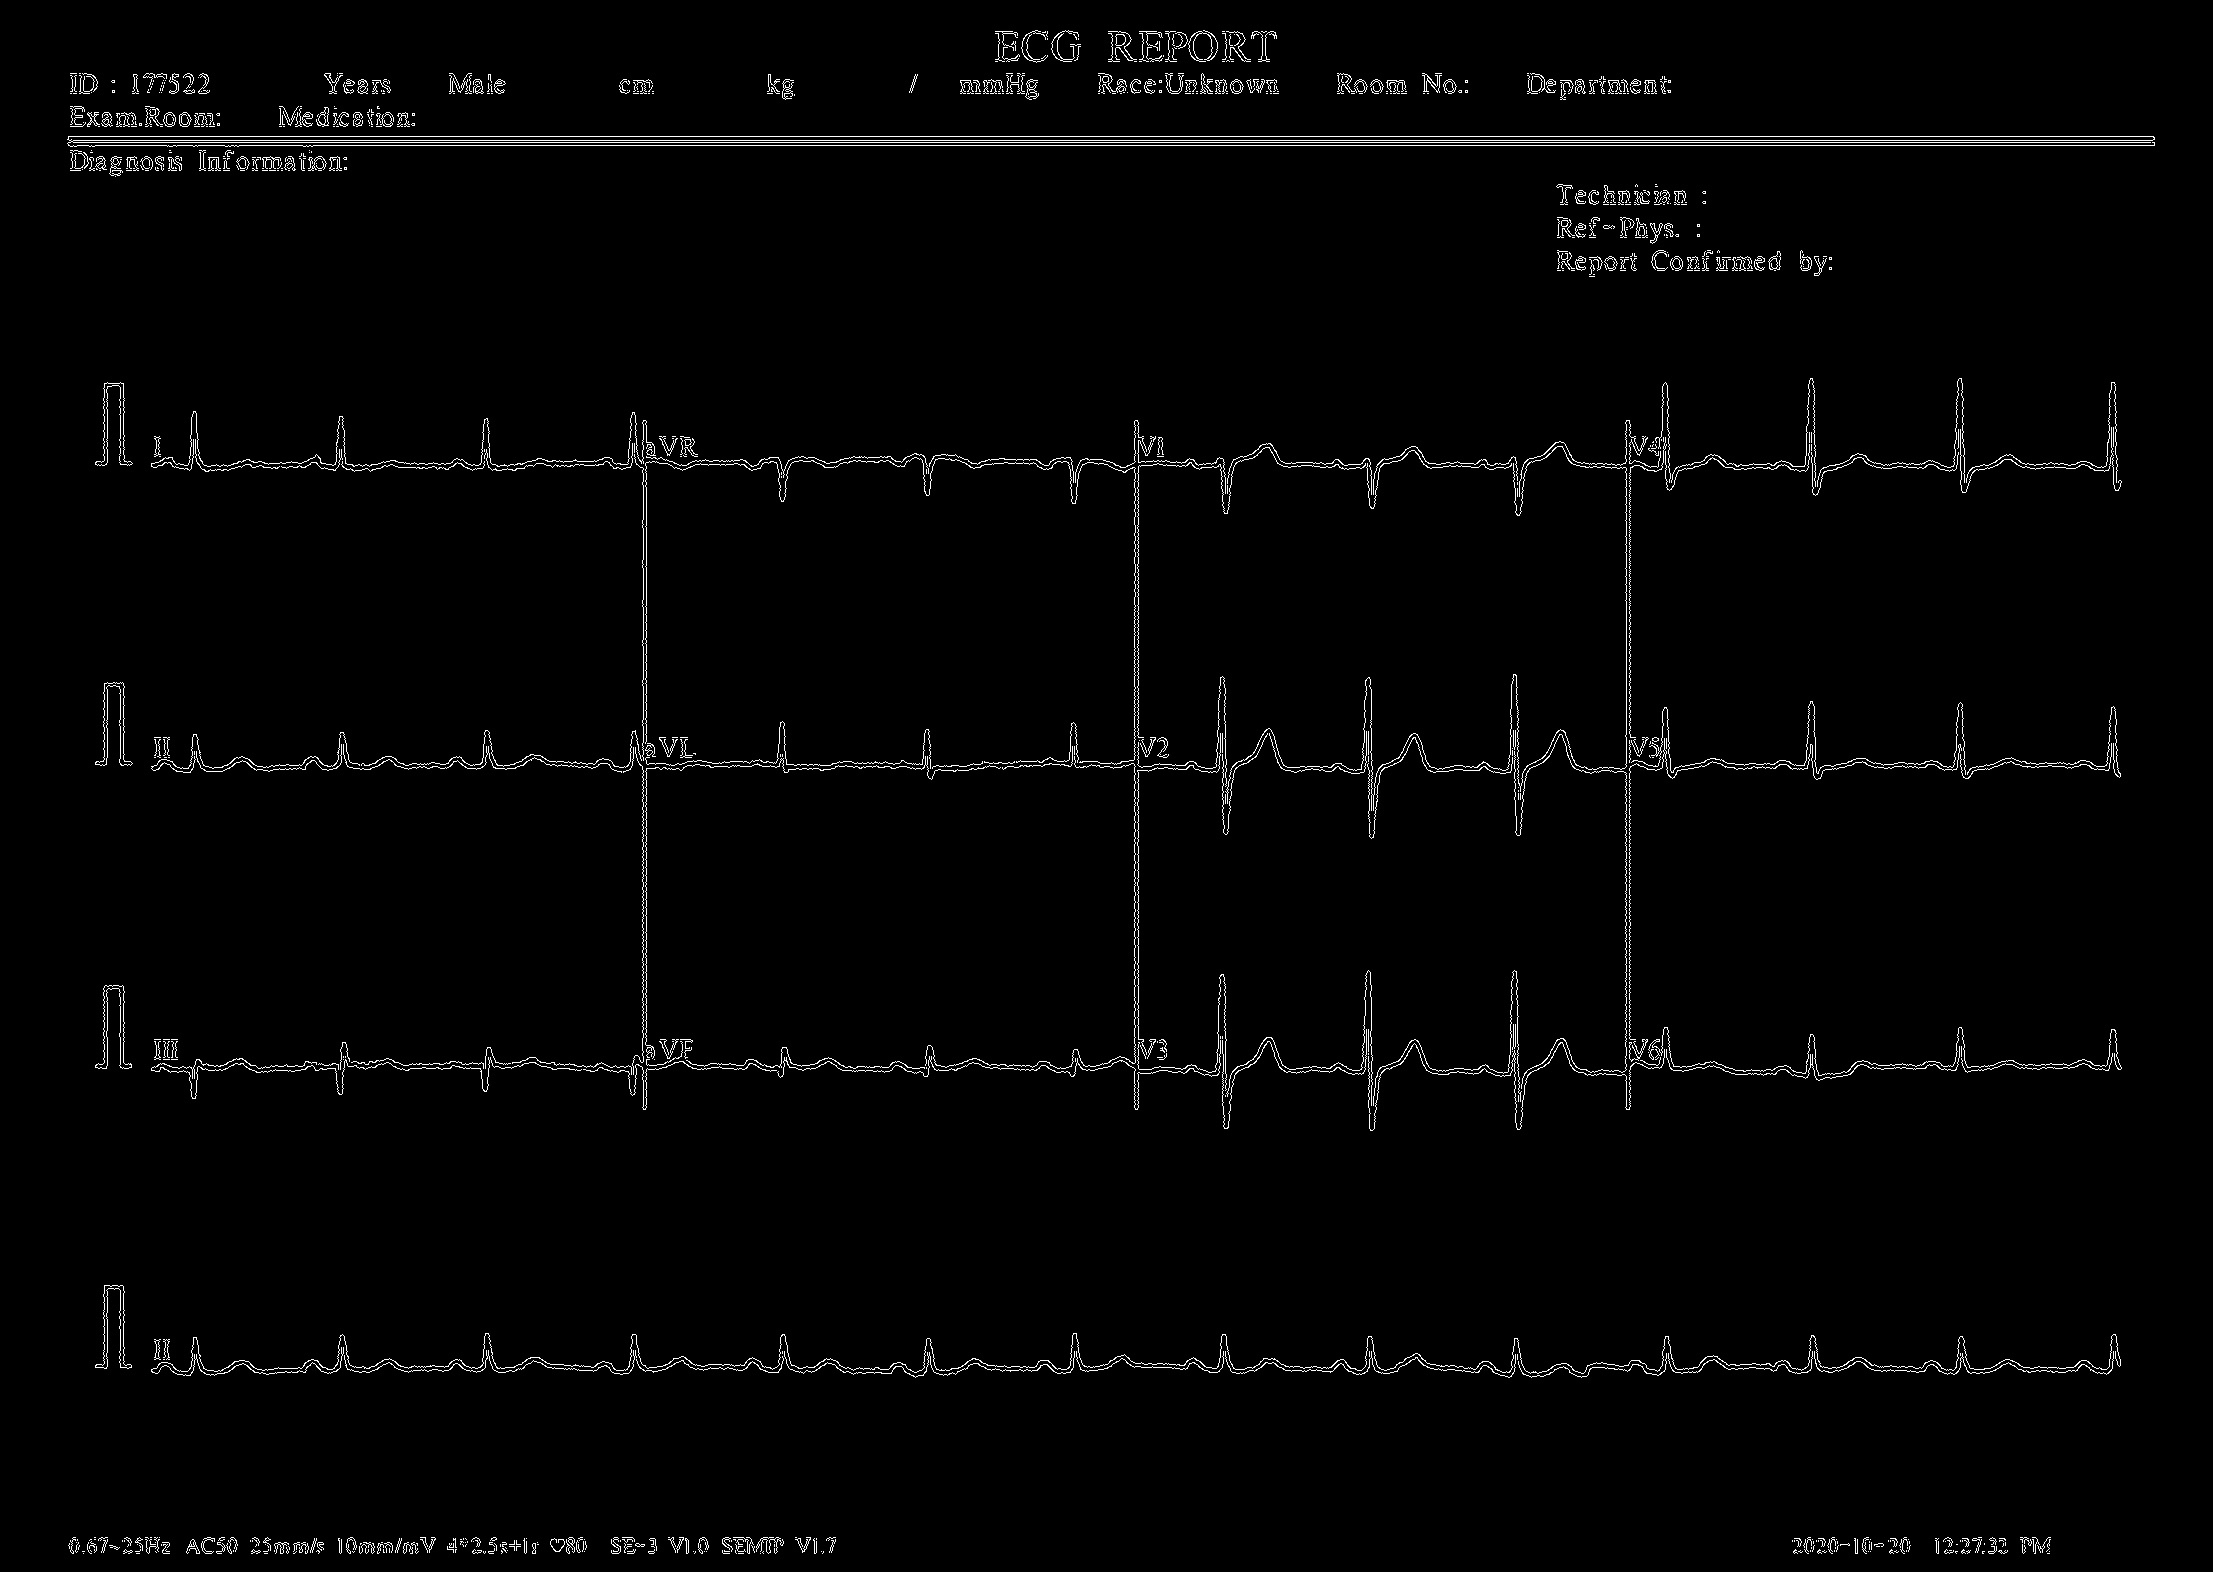 ECG REPORT
ID : 177522 Years Male cm kg / mmHg Race:Unknown Room No.: Department:
Exam.Room: Medication:
Diagnosis Information:
Technician :
Ref-Phys. :
Report Confirmed by:
I aVR V1 V4
II aVL V2 V5
III aVF V3 V6
II
0.67~25Hz AC50 25mm/s 10mm/mV 4*2.5s+1r ♡80 SE-3 V1.0 V1.7
2020-10-20 12:27:32 PM